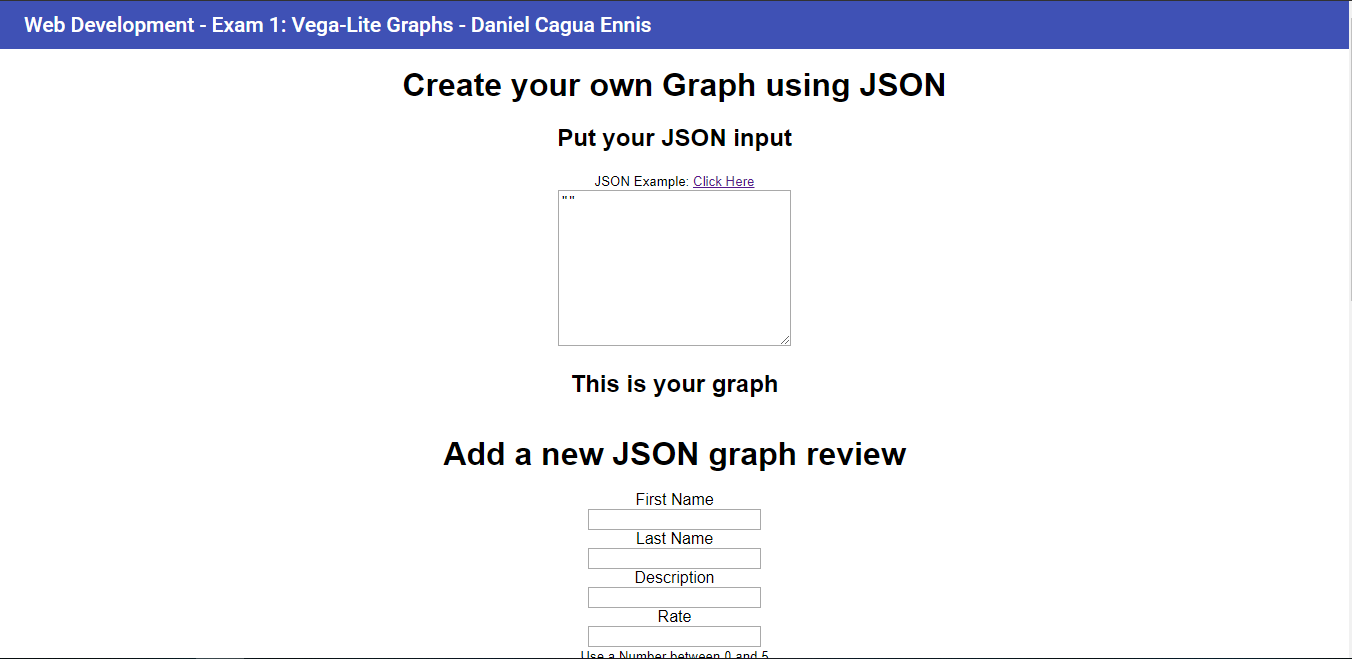 Web Development - Exam 1: Vega-Lite Graphs - Daniel Cagua Ennis
Create your own Graph using JSON
Put your JSON input
JSON Example: Click Here
""
This is your graph
Add a new JSON graph review
First Name
Last Name
Description
Rate
Use a Number between 0 and 5